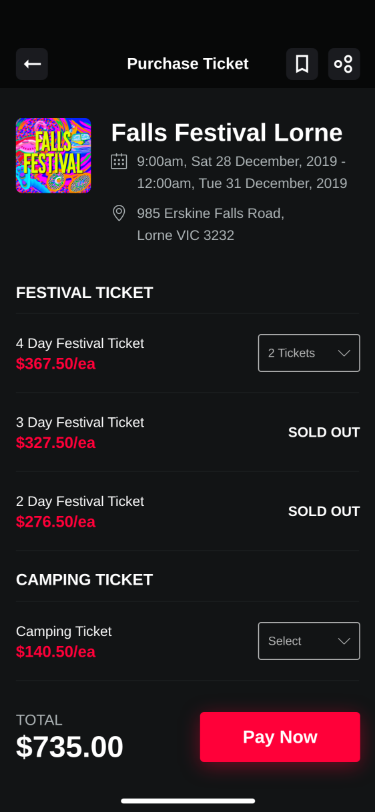 Purchase Ticket
FALLS
FESTIVAL
Falls Festival Lorne
9:00am, Sat 28 December, 2019 -
12:00am, Tue 31 December, 2019
985 Erskine Falls Road,
Lorne VIC 3232
FESTIVAL TICKET
4 Day Festival Ticket
$367.50/ea
2 Tickets
3 Day Festival Ticket
$327.50/ea
SOLD OUT
2 Day Festival Ticket
$276.50/ea
SOLD OUT
CAMPING TICKET
Camping Ticket
$140.50/ea
Select
TOTAL
$735.00
Pay Now